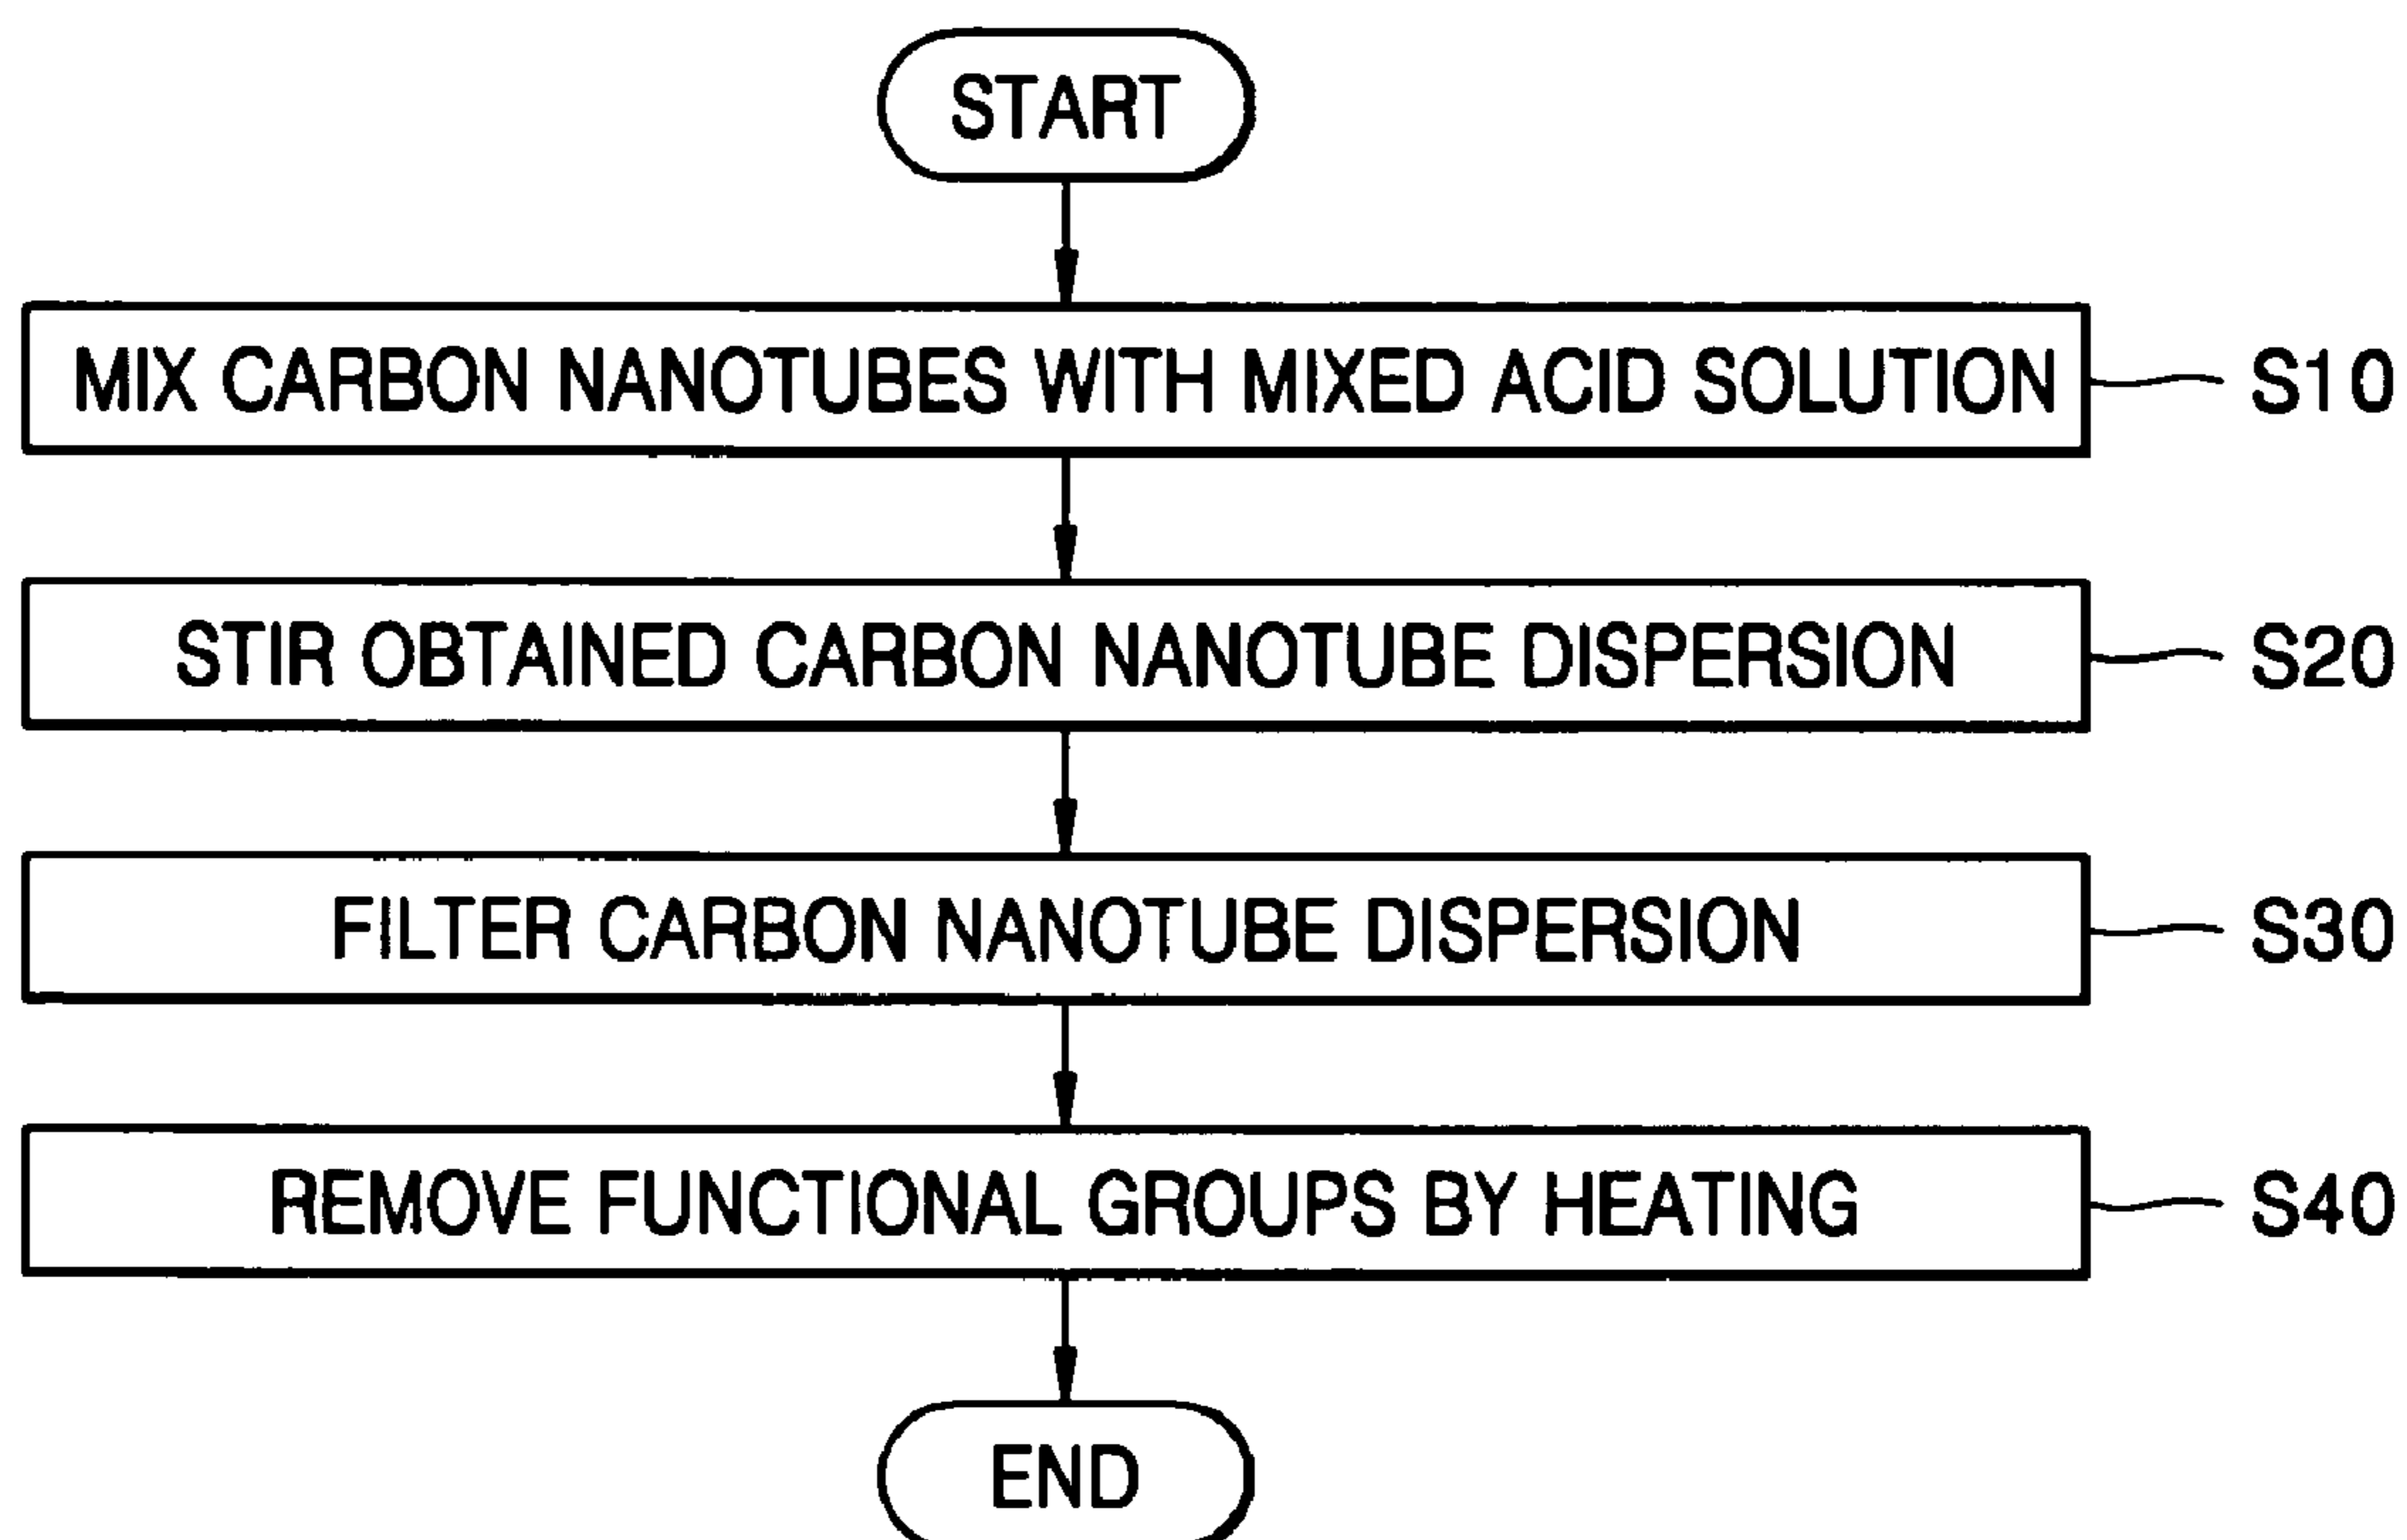 START
MIX CARBON NANOTUBES WITH MIXED ACID SOLUTION S10
STIR OBTAINED CARBON NANOTUBE DISPERSION S20
FILTER CARBON NANOTUBE DISPERSION S30
REMOVE FUNCTIONAL GROUPS BY HEATING S40
END